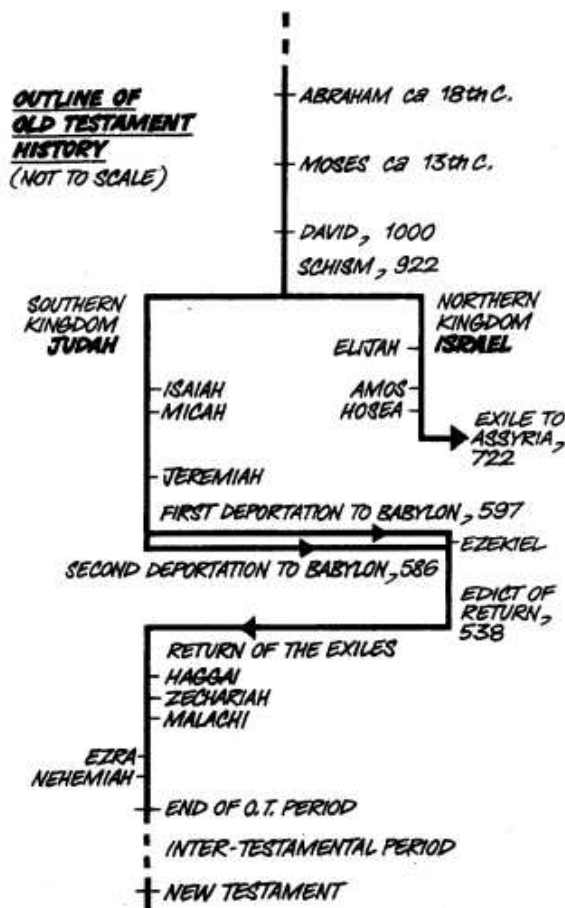 OUTLINE OF
OLD TESTAMENT
HISTORY
(NOT TO SCALE)
ABRAHAM ca 18th C.
MOSES ca 13th C.
DAVID, 1000
SCHISM, 922
SOUTHERN
KINGDOM
JUDAH
NORTHERN
KINGDOM
ISRAEL
ELIJAH
ISAIAH
MICAH
AMOS
HOSEA
EXILE TO
ASSYRIA,
722
JEREMIAH
FIRST DEPORTATION TO BABYLON, 597
EZEKIEL
SECOND DEPORTATION TO BABYLON, 586
EDICT OF
RETURN,
538
RETURN OF THE EXILES
HAGGAI
ZECHARIAH
MALACHI
EZRA
NEHEMIAH
END OF O.T. PERIOD
INTER-TESTAMENTAL PERIOD
NEW TESTAMENT